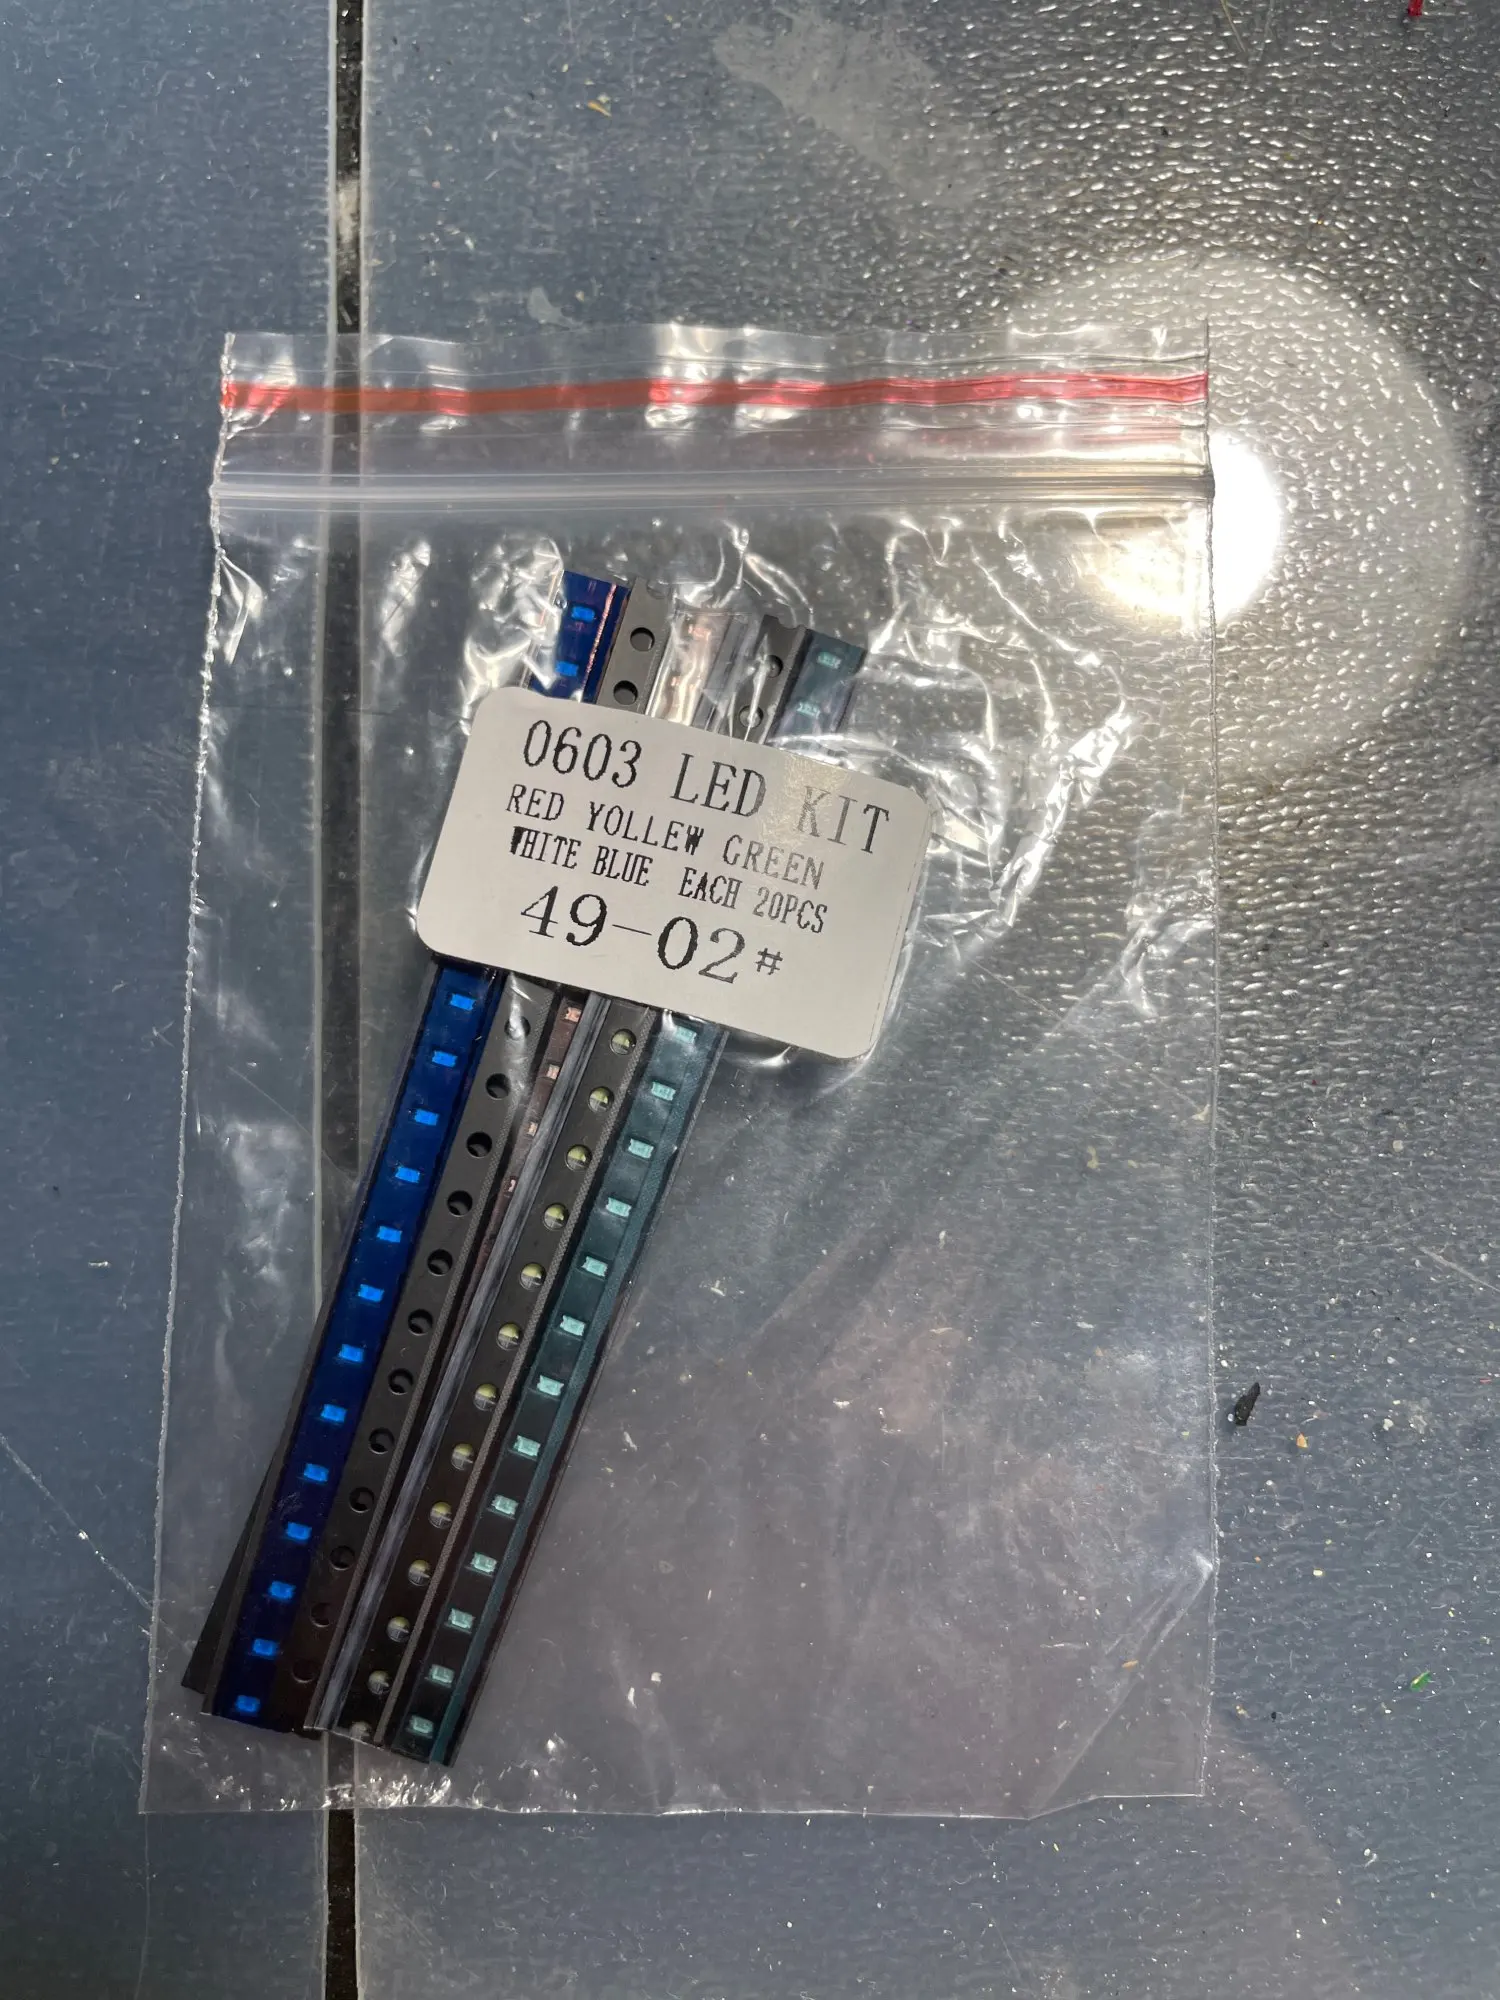 0603 LED KIT
RED YOLLEW GREEN
WHITE BLUE EACH 20PCS
49-02#